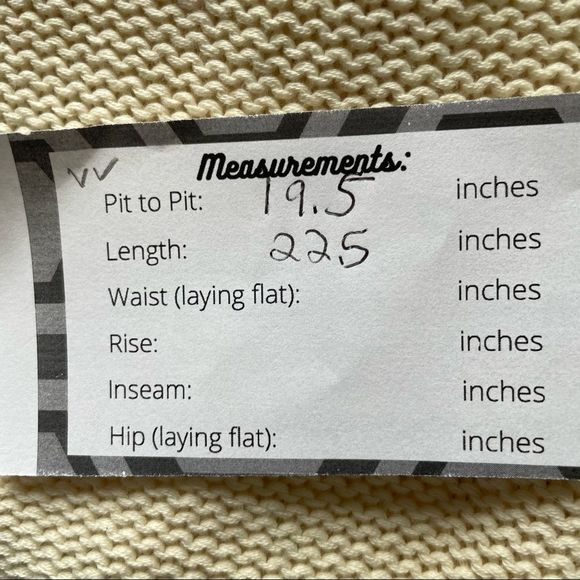 Measurements:
VV
Pit to Pit: 19.5 inches
Length: 22.5 inches
Waist (laying flat): inches
Rise: inches
Inseam: inches
Hip (laying flat): inches